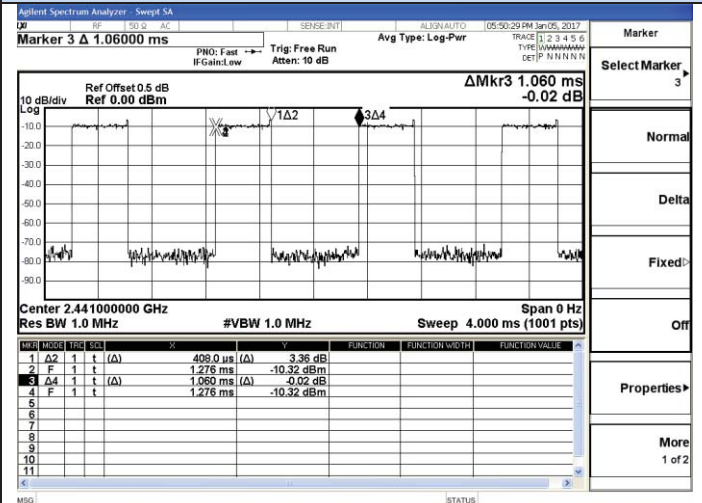 Agilent Spectrum Analyzer - Swept SA
RF 50 Ω AC SENSE:INT ALIGNAUTO 05:50:29 PM Jan 05, 2017
Marker 3 Δ 1.06000 ms
PNO: Fast
IFGain:Low
Trig: Free Run
Atten: 10 dB
Avg Type: Log-Pwr
TRACE 1 2 3 4 5 6
TYPE WWWWWW
DET P N N N N N
Marker
Select Marker
3
Normal
Delta
Fixed
Off
Properties
More
1 of 2
ΔMkr3 1.060 ms
-0.02 dB
Ref Offset 0.5 dB
10 dB/div Ref 0.00 dBm
Log
1Δ2 3Δ4
-10.0
-20.0
-30.0
-40.0
-50.0
-60.0
-70.0
-80.0
-90.0
Center 2.441000000 GHz Span 0 Hz
Res BW 1.0 MHz #VBW 1.0 MHz Sweep 4.000 ms (1001 pts)
MKR MODE TRC SCL X Y FUNCTION FUNCTION WIDTH FUNCTION VALUE
1 Δ2 1 t (Δ) 408.0 µs (Δ) 3.36 dB
2 F 1 t 1.276 ms -10.32 dBm
3 Δ4 1 t (Δ) 1.060 ms (Δ) -0.02 dB
4 F 1 t 1.276 ms -10.32 dBm
5
6
7
8
9
10
11
MSG STATUS